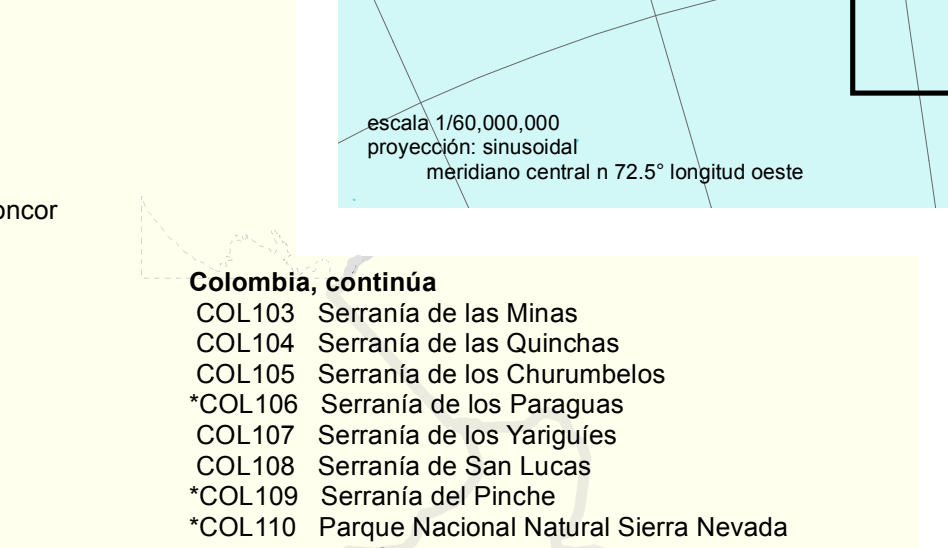 escala 1/60,000,000
proyección: sinusoidal
meridiano central n 72.5° longitud oeste
oncor
Colombia, continúa
COL103 Serranía de las Minas
COL104 Serranía de las Quinchas
COL105 Serranía de los Churumbelos
*COL106 Serranía de los Paraguas
COL107 Serranía de los Yariguíes
COL108 Serranía de San Lucas
*COL109 Serranía del Pinche
*COL110 Parque Nacional Natural Sierra Nevada